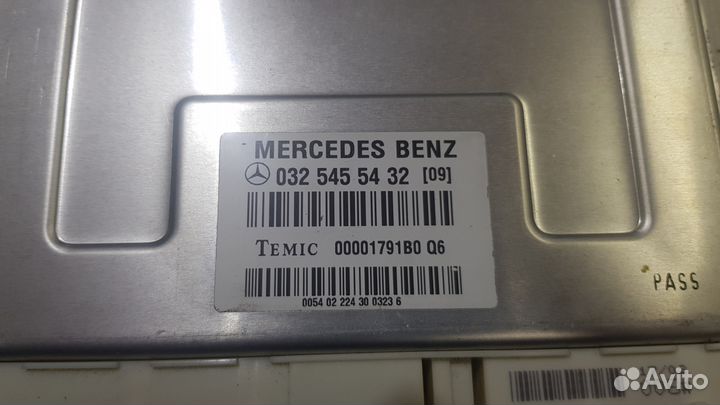 MERCEDES BENZ
032 545 54 32 [09]
TEMIC 00001791B0 Q6
0054 02 224 30 0323 6
PASS
Avito